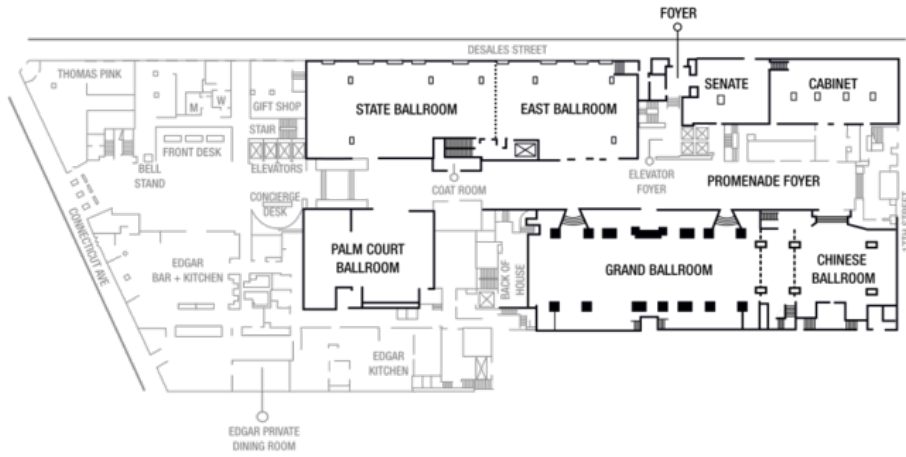 FOYER
DESALES STREET
THOMAS PINK
M
W
GIFT SHOP
STATE BALLROOM
EAST BALLROOM
SENATE
CABINET
STAIR
FRONT DESK
BELL
STAND
ELEVATORS
COAT ROOM
ELEVATOR
FOYER
PROMENADE FOYER
CONCIERGE
DESK
CONNECTICUT AVE
PALM COURT
BALLROOM
EDGAR
BAR + KITCHEN
BACK OF
HOUSE
GRAND BALLROOM
CHINESE
BALLROOM
17TH STREET
EDGAR
KITCHEN
EDGAR PRIVATE
DINING ROOM